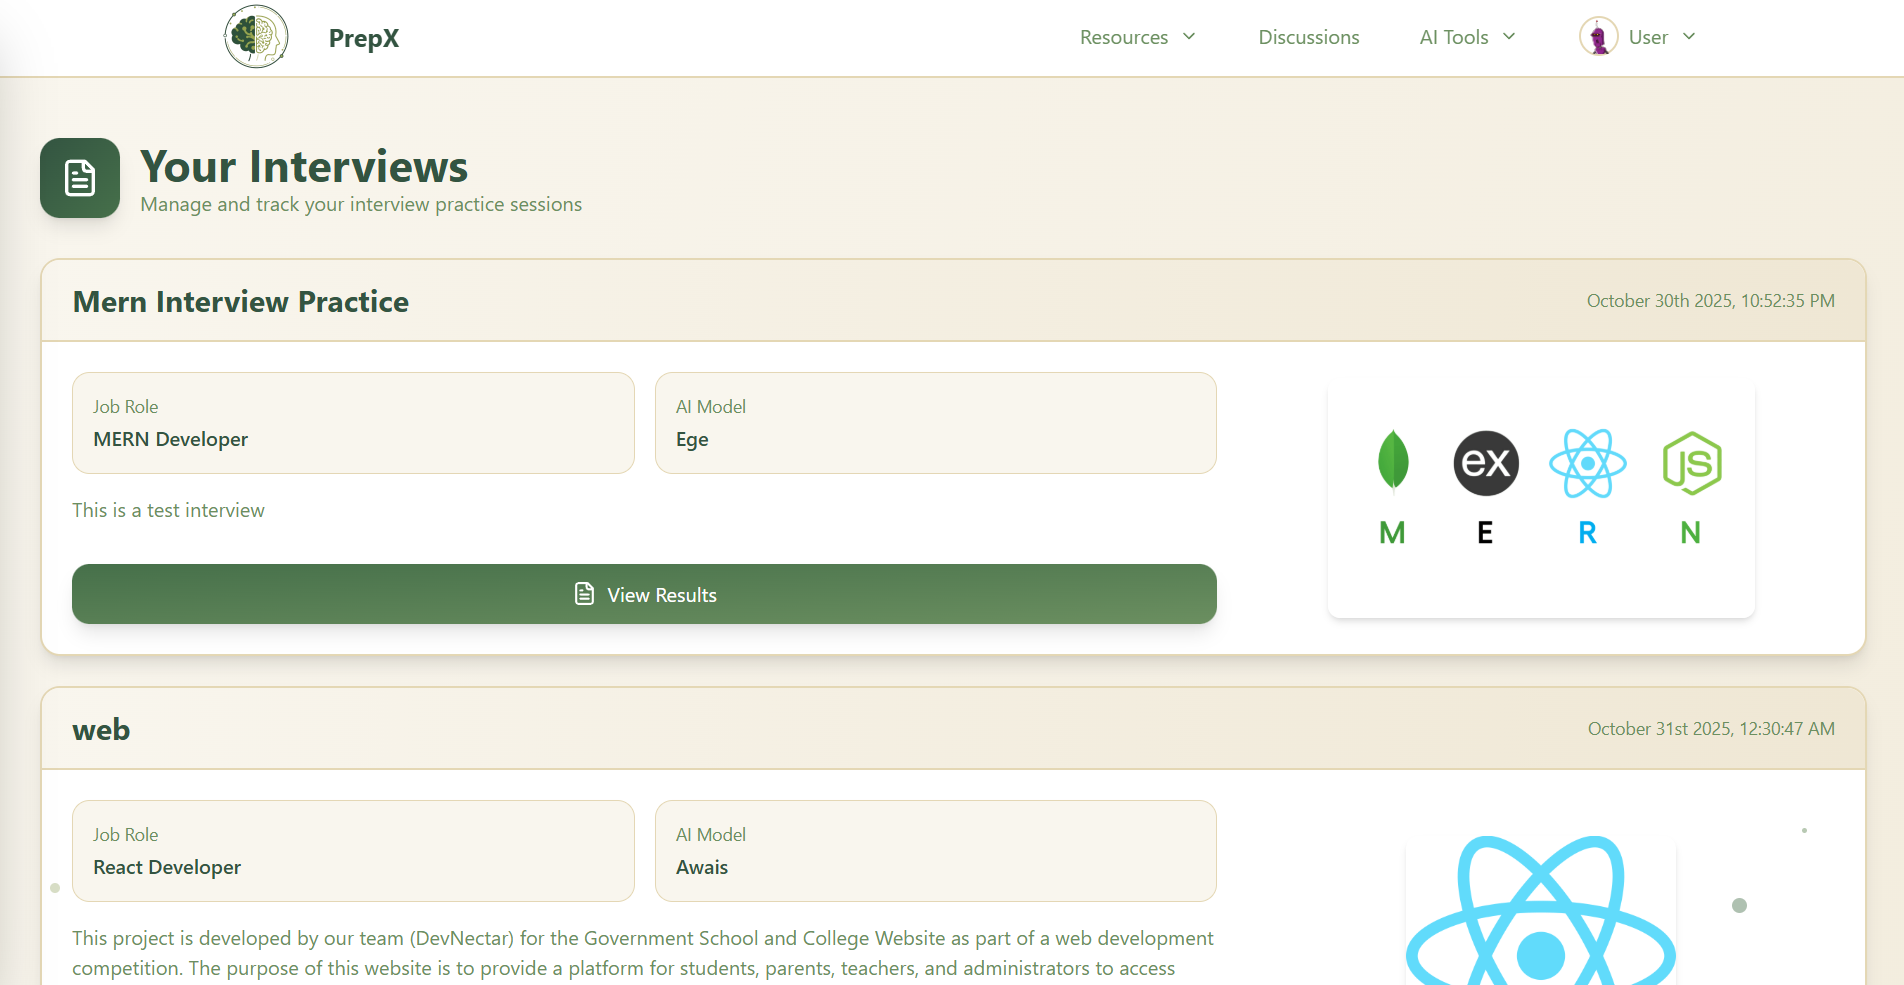 PrepX
Resources
Discussions
AI Tools
User
Your Interviews
Manage and track your interview practice sessions
Mern Interview Practice
October 30th 2025, 10:52:35 PM
Job Role
MERN Developer
AI Model
Ege
This is a test interview
View Results
ex
JS
M E R N
web
October 31st 2025, 12:30:47 AM
Job Role
React Developer
AI Model
Awais
This project is developed by our team (DevNectar) for the Government School and College Website as part of a web development
competition. The purpose of this website is to provide a platform for students, parents, teachers, and administrators to access